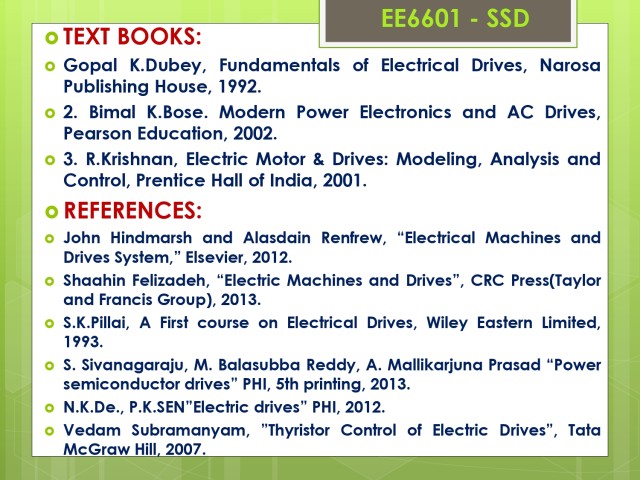 EE6601 - SSD
TEXT BOOKS:
Gopal K.Dubey, Fundamentals of Electrical Drives, Narosa
Publishing House, 1992.
2. Bimal K.Bose. Modern Power Electronics and AC Drives,
Pearson Education, 2002.
3. R.Krishnan, Electric Motor & Drives: Modeling, Analysis and
Control, Prentice Hall of India, 2001.
REFERENCES:
John Hindmarsh and Alasdain Renfrew, “Electrical Machines and
Drives System,” Elsevier, 2012.
Shaahin Felizadeh, “Electric Machines and Drives”, CRC Press(Taylor
and Francis Group), 2013.
S.K.Pillai, A First course on Electrical Drives, Wiley Eastern Limited,
1993.
S. Sivanagaraju, M. Balasubba Reddy, A. Mallikarjuna Prasad “Power
semiconductor drives” PHI, 5th printing, 2013.
N.K.De., P.K.SEN”Electric drives” PHI, 2012.
Vedam Subramanyam, ”Thyristor Control of Electric Drives”, Tata
McGraw Hill, 2007.